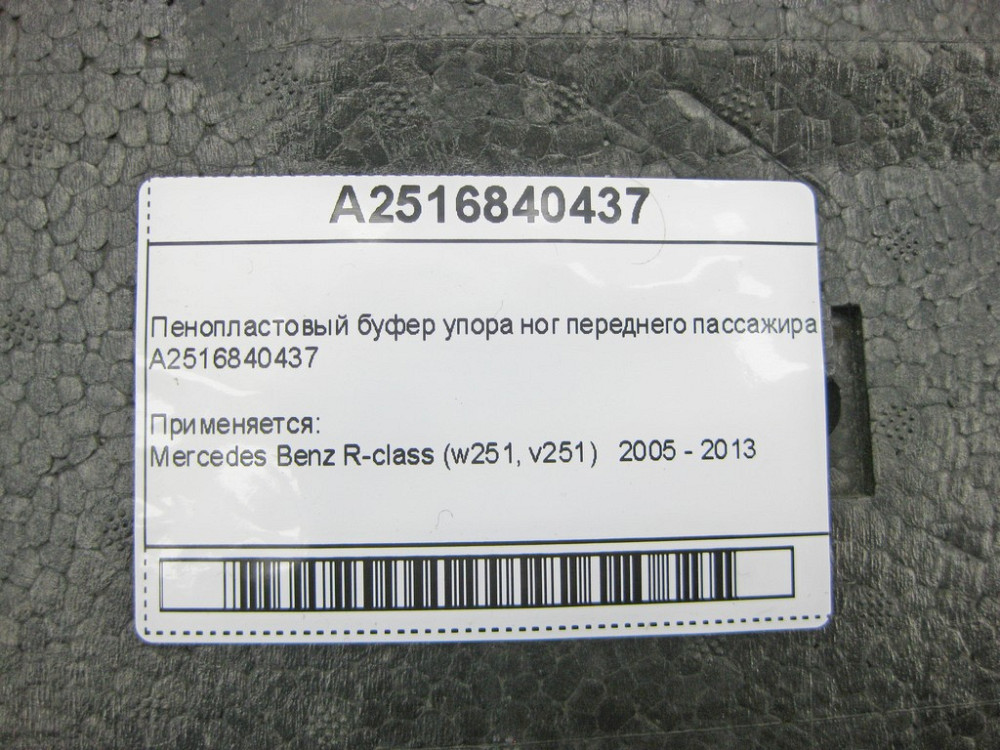 A2516840437
Пенопластовый буфер упора ног переднего пассажира
A2516840437
Применяется:
Mercedes Benz R-class (w251, v251) 2005 - 2013